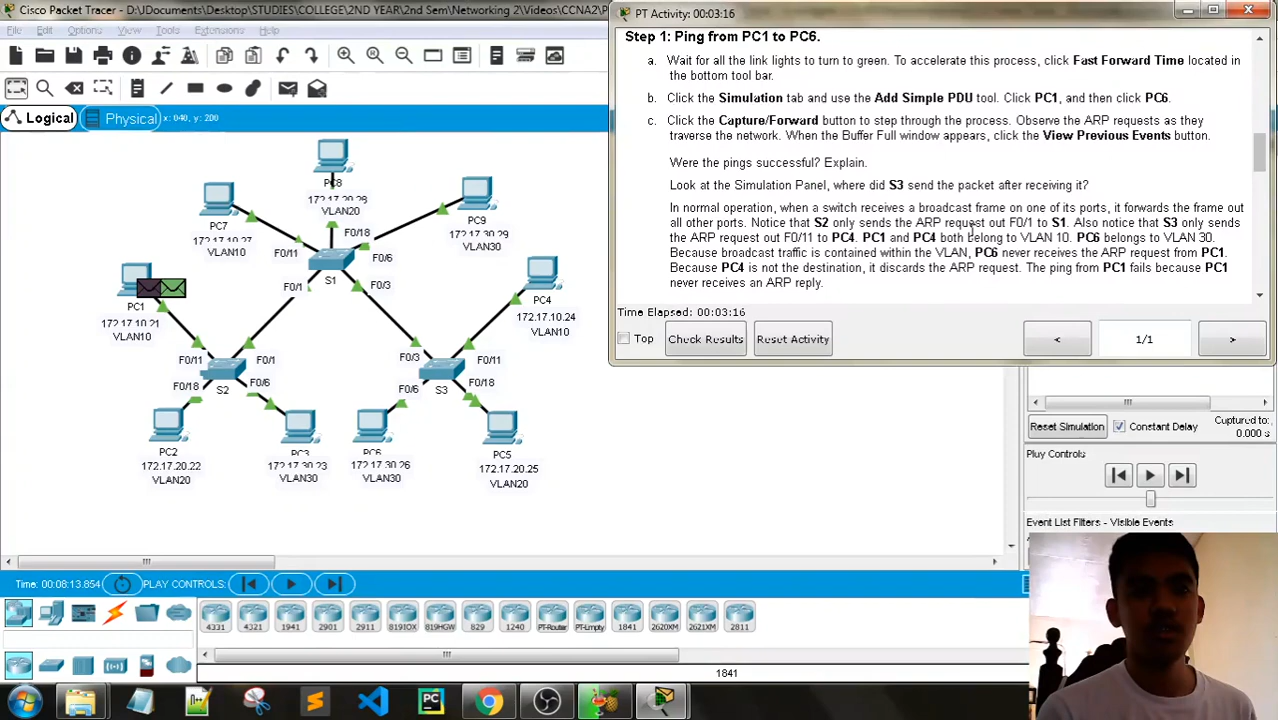 Cisco Packet Tracer - D:\JDocuments\Desktop\STUDIES\COLLEGE\2ND YEAR\2nd Sem\Networking 2\Videos\CCNA2\P
File Edit Options View Tools Extensions Help
Logical
Physical
x: 040, y: 200
PC8
172.17.20.28
VLAN20
PC7
172.17.10.27
VLAN10
PC9
172.17.30.29
VLAN30
F0/18
F0/11
F0/6
S1
F0/1
F0/3
PC1
172.17.10.21
VLAN10
PC4
172.17.10.24
VLAN10
F0/11
F0/1
F0/3
F0/11
F0/18
S2
F0/6
F0/6
S3
F0/18
PC2
172.17.20.22
VLAN20
PC3
172.17.30.23
VLAN30
PC6
172.17.30.26
VLAN30
PC5
172.17.20.25
VLAN20
PT Activity: 00:03:16
Step 1: Ping from PC1 to PC6.
a. Wait for all the link lights to turn to green. To accelerate this process, click Fast Forward Time located in
the bottom tool bar.
b. Click the Simulation tab and use the Add Simple PDU tool. Click PC1, and then click PC6.
c. Click the Capture/Forward button to step through the process. Observe the ARP requests as they
traverse the network. When the Buffer Full window appears, click the View Previous Events button.
Were the pings successful? Explain.
Look at the Simulation Panel, where did S3 send the packet after receiving it?
In normal operation, when a switch receives a broadcast frame on one of its ports, it forwards the frame out
all other ports. Notice that S2 only sends the ARP request out F0/1 to S1. Also notice that S3 only sends
the ARP request out F0/11 to PC4. PC1 and PC4 both belong to VLAN 10. PC6 belongs to VLAN 30.
Because broadcast traffic is contained within the VLAN, PC6 never receives the ARP request from PC1.
Because PC4 is not the destination, it discards the ARP request. The ping from PC1 fails because PC1
never receives an ARP reply.
Time Elapsed: 00:03:16
Top
Check Results
Reset Activity
<
1/1
>
Reset Simulation
Constant Delay
Captured to:
0.000 s
Play Controls
Event List Filters - Visible Events
Time: 00:08:13.854
PLAY CONTROLS:
4331
4321
1941
2901
2911
819IOX
819HGW
829
1240
PT-Router
PT-Empty
1841
2620XM
2621XM
2811
1841
PC